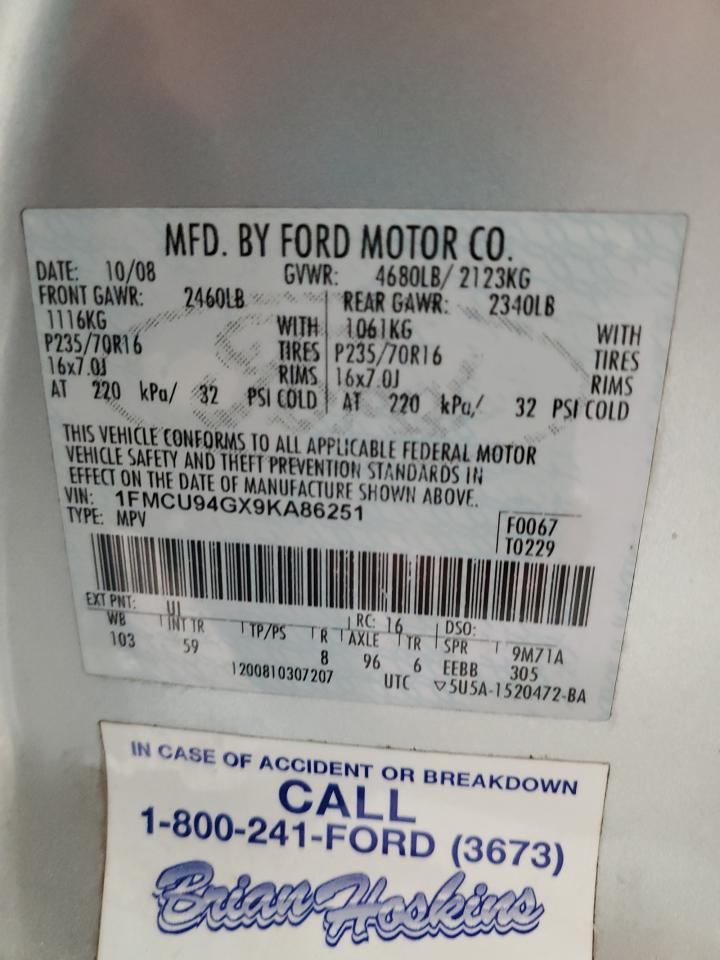 MFD. BY FORD MOTOR CO.
DATE: 10/08 GVWR: 4680LB/ 2123KG
FRONT GAWR: 2460LB REAR GAWR: 2340LB
1116KG WITH 1061KG WITH
P235/70R16 TIRES P235/70R16 TIRES
16x7.0J RIMS 16x7.0J RIMS
AT 220 kPa/ 32 PSI COLD AT 220 kPa/ 32 PSI COLD
THIS VEHICLE CONFORMS TO ALL APPLICABLE FEDERAL MOTOR
VEHICLE SAFETY AND THEFT PREVENTION STANDARDS IN
EFFECT ON THE DATE OF MANUFACTURE SHOWN ABOVE.
VIN: 1FMCU94GX9KA86251
TYPE: MPV F0067
T0229
EXT PNT: UI RC: 16 DSO:
WB INT TR TP/PS R AXLE TR SPR 9M71A
103 59 8 96 6 EEBB 305
1200810307207 UTC ▽5U5A-1520472-BA
IN CASE OF ACCIDENT OR BREAKDOWN
CALL
1-800-241-FORD (3673)
Brian Hoskins